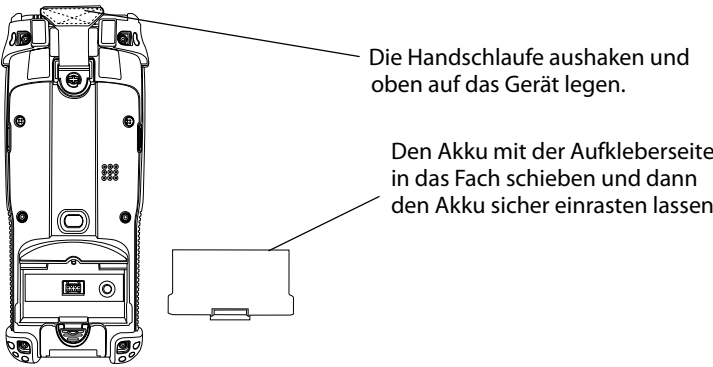 Die Handschlaufe aushaken und
oben auf das Gerät legen.
Den Akku mit der Aufkleberseite
in das Fach schieben und dann
den Akku sicher einrasten lassen